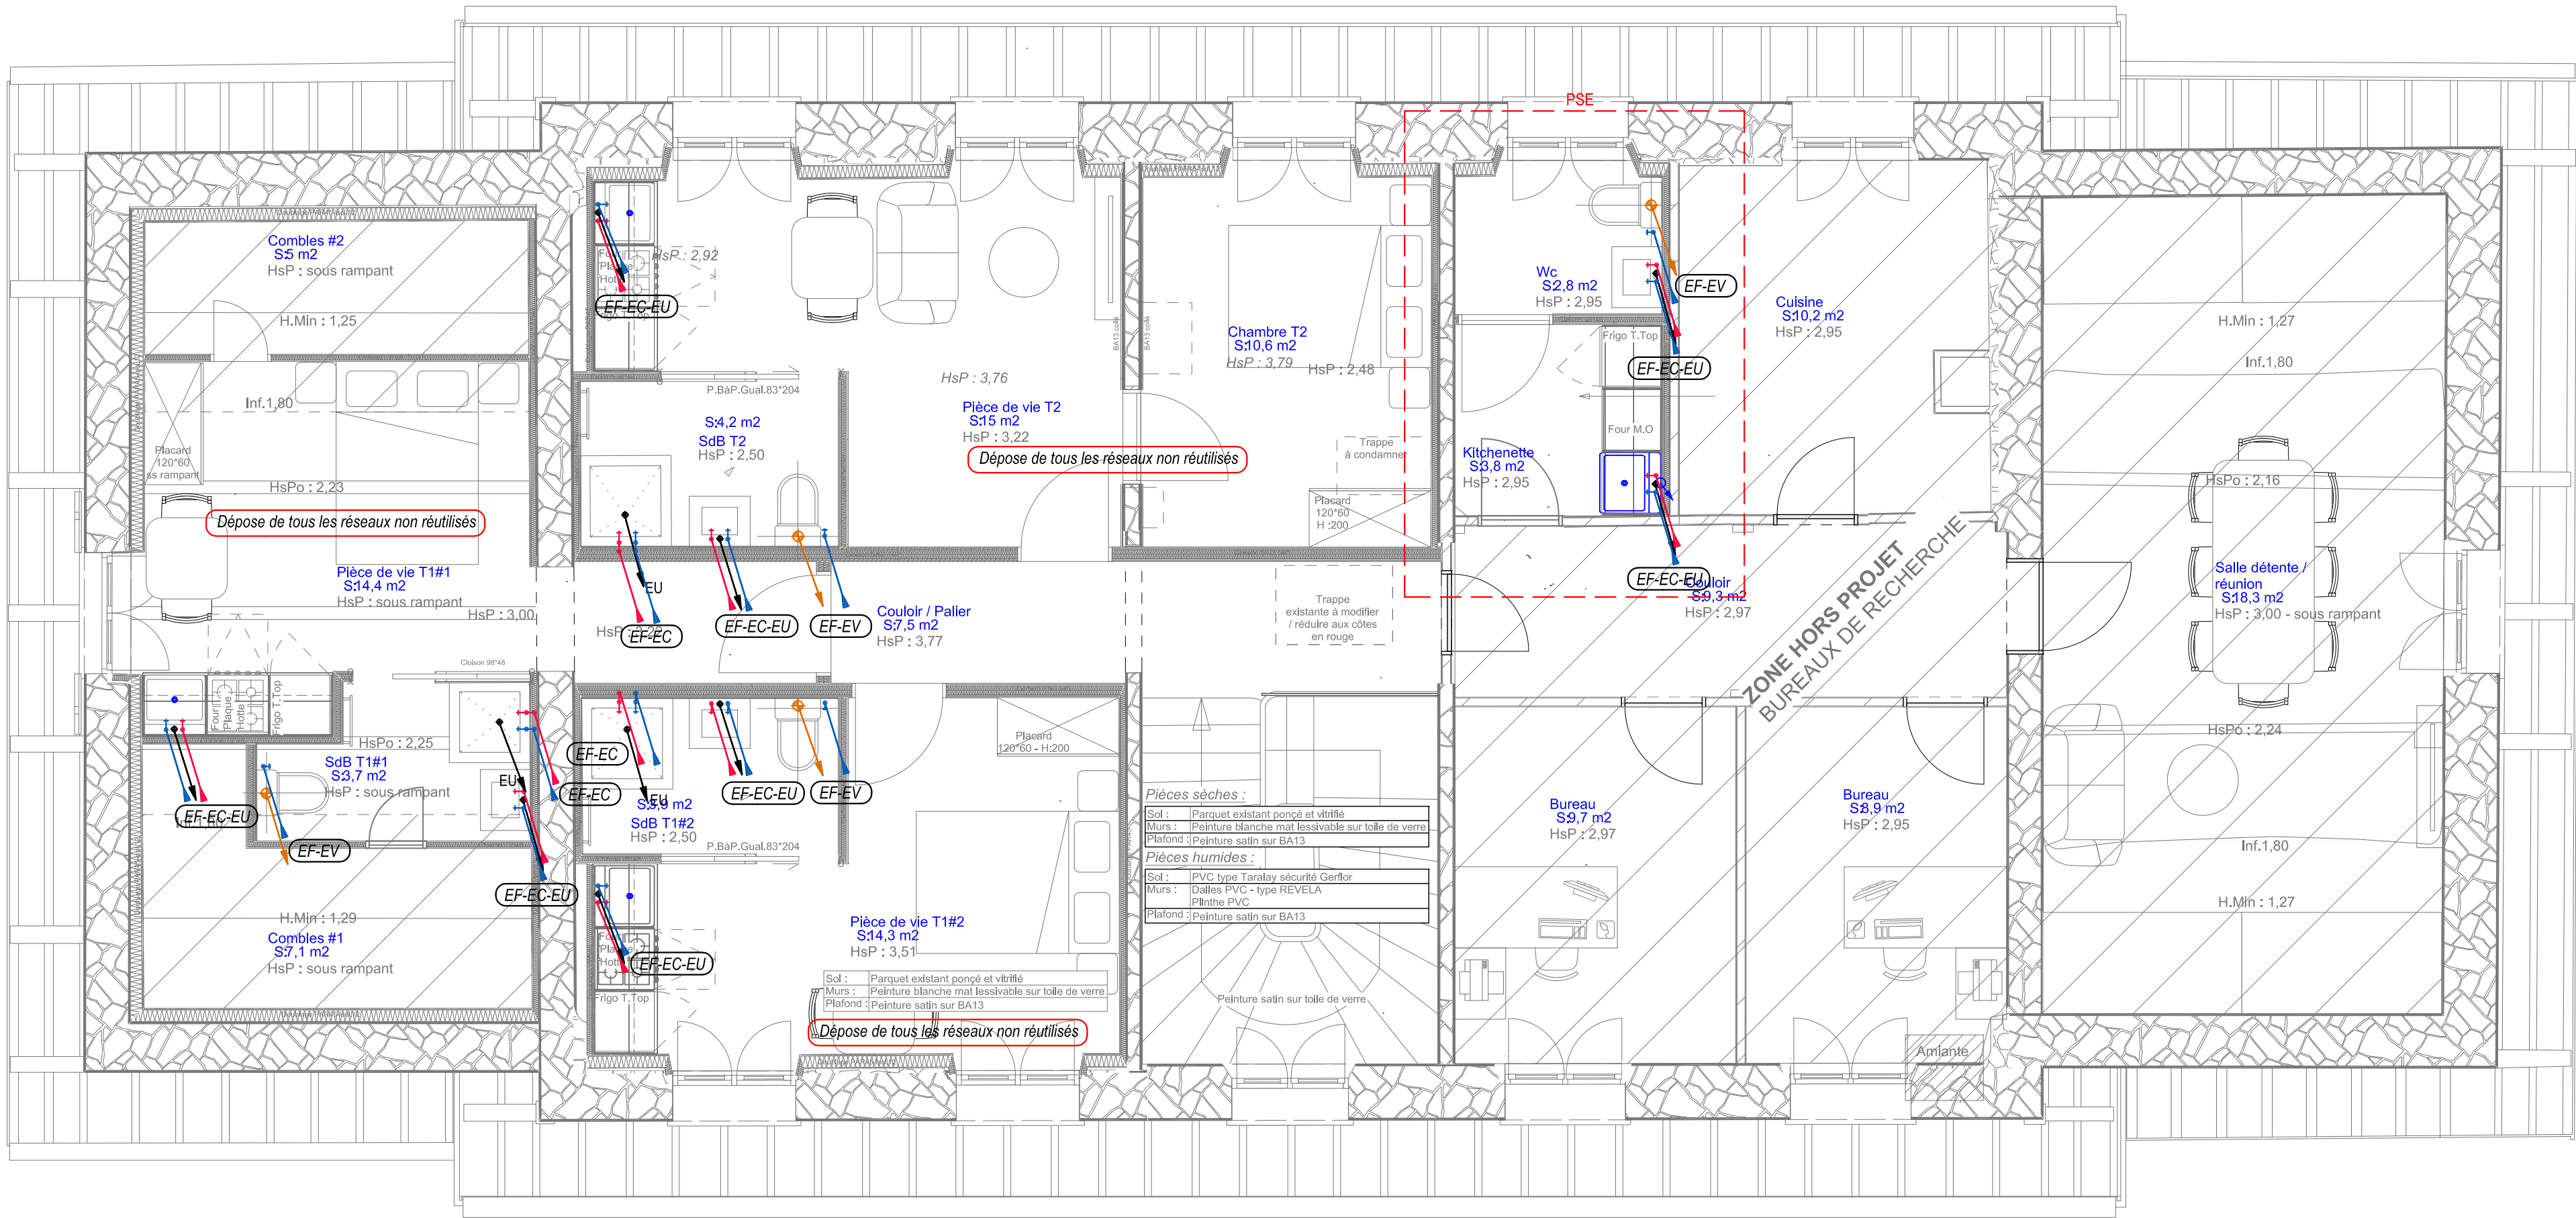 PSE
Combles #2
S:5 m2
HsP : sous rampant
H.Min : 1,25
Inf.1,80
Placard
120*60
ss rampant
HsPo : 2,23
Dépose de tous les réseaux non réutilisés
Pièce de vie T1#1
S:14,4 m2
HsP : sous rampant
HsP : 3,00
Cloison 98*48
Four
Plaque
Hotte
Frigo T.Top
HsPo : 2,25
SdB T1#1
S:3,7 m2
HsP : sous rampant
EU
EF-EC
EF-EC-EU
EF-EV
EF-EC-EU
H.Min : 1,29
Combles #1
S:7,1 m2
HsP : sous rampant
HsP : 2,92
EF-EC-EU
P.BàP.Gual.83*204
S:4,2 m2
SdB T2
HsP : 2,50
HsP : 3,76
Pièce de vie T2
S:15 m2
HsP : 3,22
Dépose de tous les réseaux non réutilisés
BA13 collé
BA13 collé
Chambre T2
S:10,6 m2
HsP : 3,79
HsP : 2,48
Trappe
à condamner
Placard
120*60
H :200
EU
EF-EC
EF-EC-EU
EF-EV
Couloir / Palier
S:7,5 m2
HsP : 3,77
Trappe
existante à modifier
/ réduire aux côtes
en rouge
EF-EC
EU
EF-EC-EU
EF-EV
S:3,9 m2
SdB T1#2
HsP : 2,50
P.BàP.Gual.83*204
Placard
120*60 - H:200
EF-EC-EU
Frigo T.Top
Pièce de vie T1#2
S:14,3 m2
HsP : 3,51
Sol : Parquet existant ponçé et vitrifié
Murs : Peinture blanche mat lessivable sur toile de verre
Plafond : Peinture satin sur BA13
Dépose de tous les réseaux non réutilisés
Pièces sèches :
Sol : Parquet existant ponçé et vitrifié
Murs : Peinture blanche mat lessivable sur toile de verre
Plafond : Peinture satin sur BA13
Pièces humides :
Sol : PVC type Taralay sécurité Gerflor
Murs : Dalles PVC - type REVELA
Plinthe PVC
Plafond : Peinture satin sur BA13
Peinture satin sur toile de verre
Wc
S:2,8 m2
HsP : 2,95
EF-EV
Cuisine
S:10,2 m2
HsP : 2,95
Frigo T.Top
EF-EC-EU
Four M.O
Kitchenette
S:3,8 m2
HsP : 2,95
EF-EC-EU
Couloir
S:9,3 m2
HsP : 2,97
ZONE HORS PROJET
BUREAUX DE RECHERCHE
Bureau
S:9,7 m2
HsP : 2,97
Bureau
S:8,9 m2
HsP : 2,95
Amiante
H.Min : 1,27
Inf.1,80
HsPo : 2,16
Salle détente /
réunion
S:18,3 m2
HsP : 3,00 - sous rampant
HsPo : 2,24
Inf.1,80
H.Min : 1,27